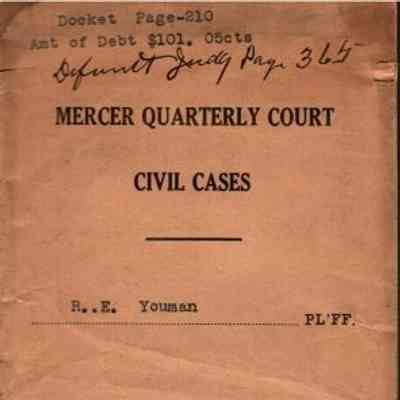 Docket Page-210
Amt of Debt $101. 05cts
Defunct Judg Page 365
MERCER QUARTERLY COURT
CIVIL CASES
R..E. Youman PL'FF.